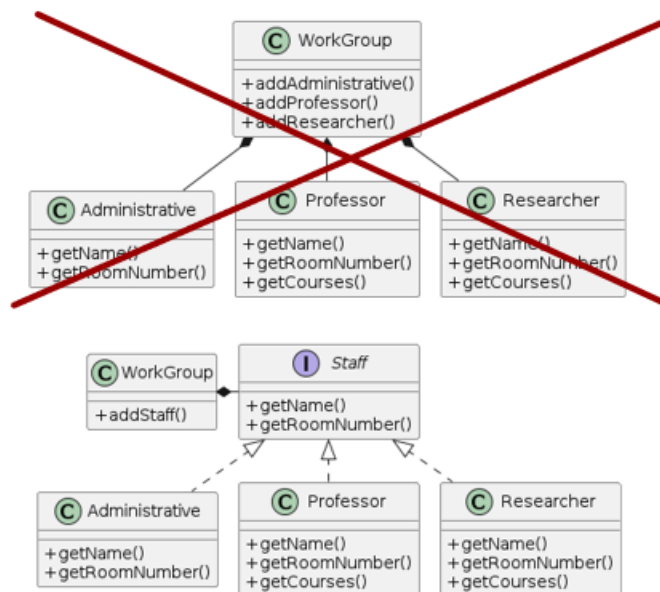 C WorkGroup
+addAdministrative()
+addProfessor()
+addResearcher()
C Administrative
+getName()
+getRoomNumber()
C Professor
+getName()
+getRoomNumber()
+getCourses()
C Researcher
+getName()
+getRoomNumber()
+getCourses()
C WorkGroup
+addStaff()
I Staff
+getName()
+getRoomNumber()
C Administrative
+getName()
+getRoomNumber()
C Professor
+getName()
+getRoomNumber()
+getCourses()
C Researcher
+getName()
+getRoomNumber()
+getCourses()